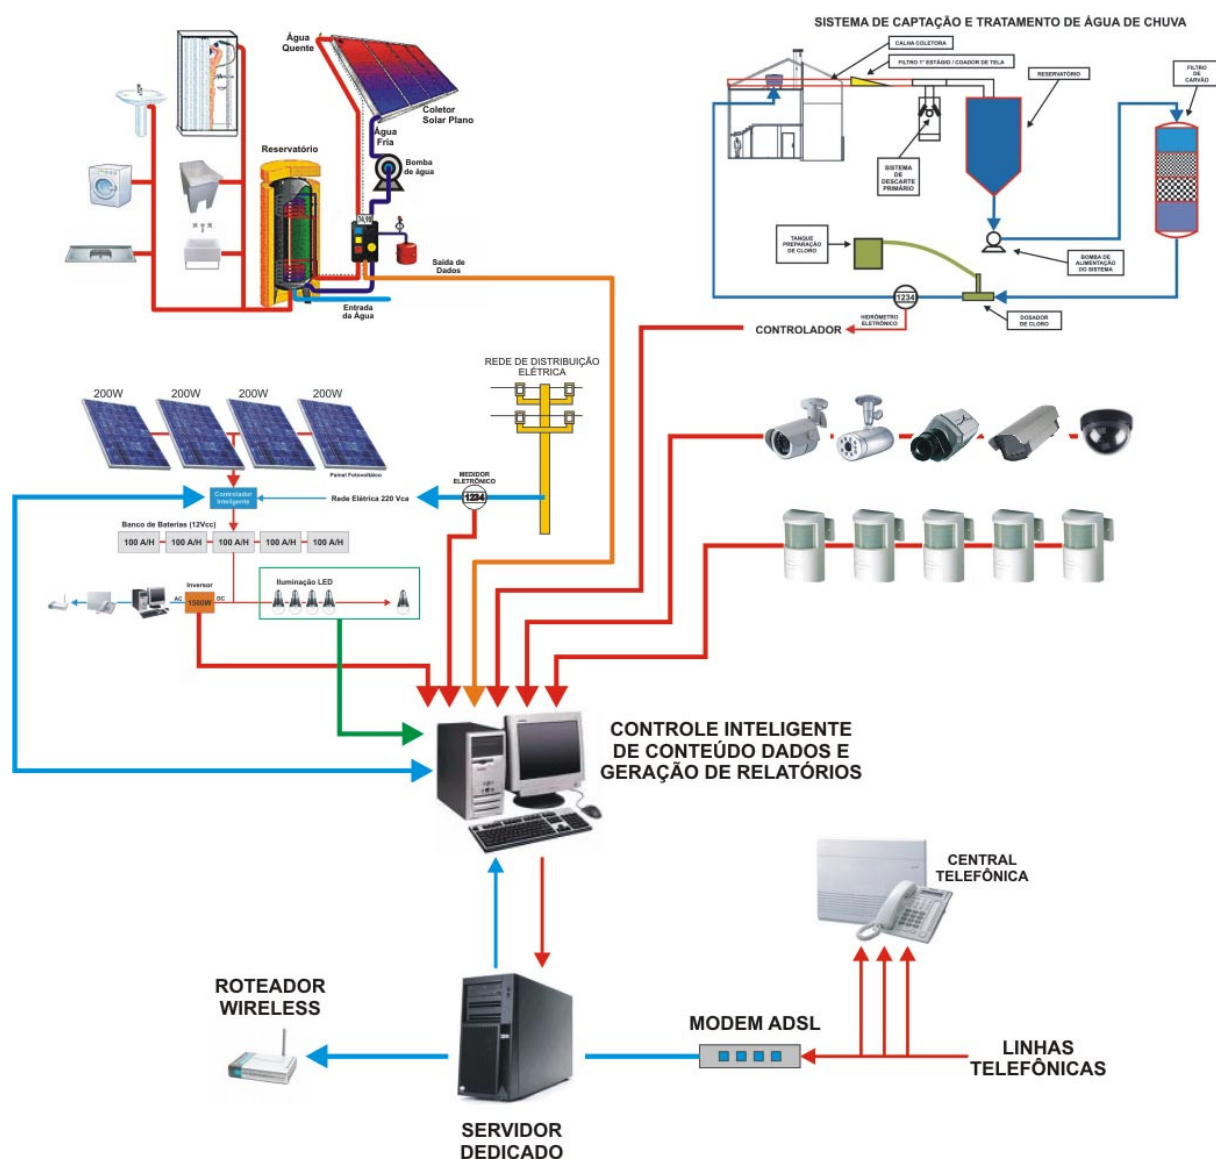 SISTEMA DE CAPTAÇÃO E TRATAMENTO DE ÁGUA DE CHUVA
Água
Quente
Coletor
Solar Plano
Água
Fria
Bomba
de água
Reservatório
Saída de
Dados
Entrada
da Água
CALHA COLETORA
FILTRO 1° ESTÁGIO / COADOR DE TELA
RESERVATÓRIO
FILTRO
DE
CARVÃO
SISTEMA
DE
DESCARTE
PRIMÁRIO
TANQUE
PREPARAÇÃO
DE CLORO
BOMBA DE
ALIMENTAÇÃO
DO SISTEMA
1234
HIDRÔMETRO
ELETRÔNICO
DOSADOR
DE CLORO
CONTROLADOR
REDE DE DISTRIBUIÇÃO
ELÉTRICA
200W
200W
200W
200W
Painel Fotovoltáico
Controlador
Inteligente
Rede Elétrica 220 Vca
MEDIDOR
ELETRÔNICO
1234
Banco de Baterias (12Vcc)
100 A/H
100 A/H
100 A/H
100 A/H
100 A/H
Inversor
AC
1500W
DC
Iluminação LED
CONTROLE INTELIGENTE
DE CONTEÚDO DADOS E
GERAÇÃO DE RELATÓRIOS
CENTRAL
TELEFÔNICA
ROTEADOR
WIRELESS
MODEM ADSL
LINHAS
TELEFÔNICAS
SERVIDOR
DEDICADO